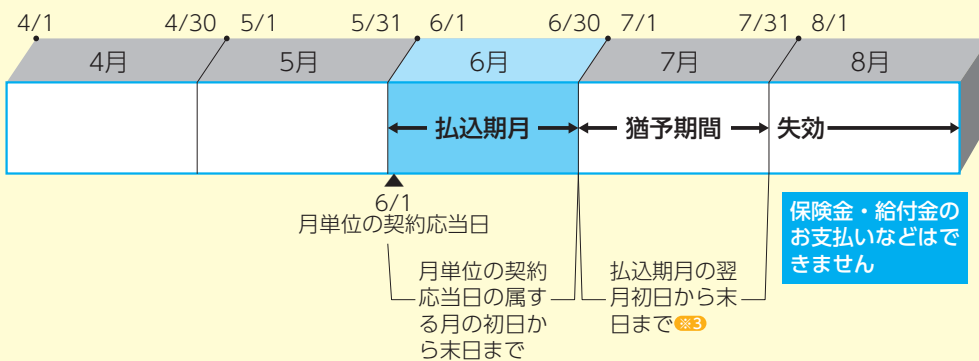 4/1 4/30 5/1 5/31 6/1 6/30 7/1 7/31 8/1
4月 5月 6月 7月 8月
払込期月 猶予期間 失効
6/1
月単位の契約応当日
保険金・給付金の
お支払いなどはで
きません
月単位の契約
応当日の属す
る月の初日か
ら末日まで
払込期月の翌
月初日から末
日まで※3